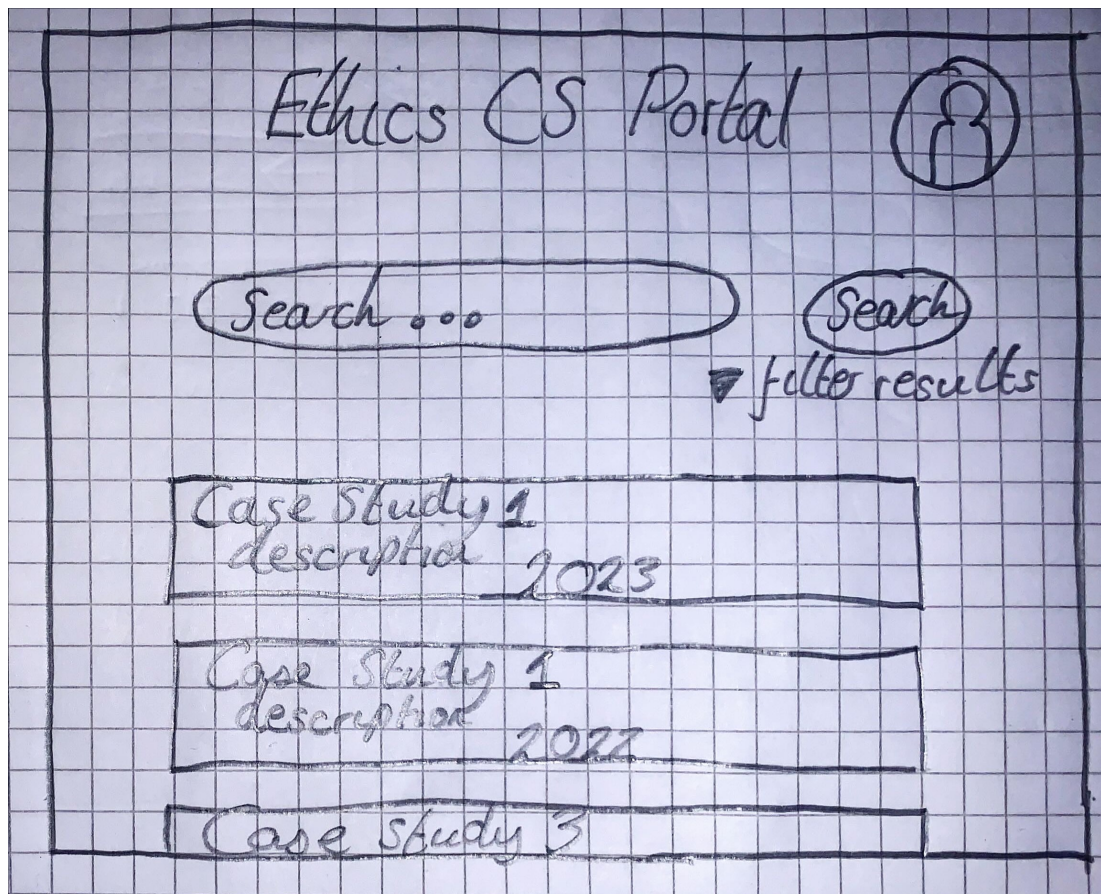 Ethics CS Portal
Search...
Search
filter results
Case Study 1
description
2023
Case Study 1
description
2022
Case Study 3